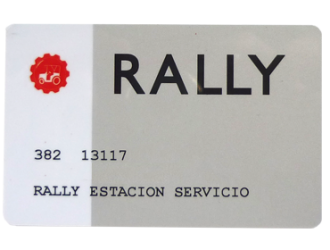 RALLY
382 13117
RALLY ESTACION SERVICIO